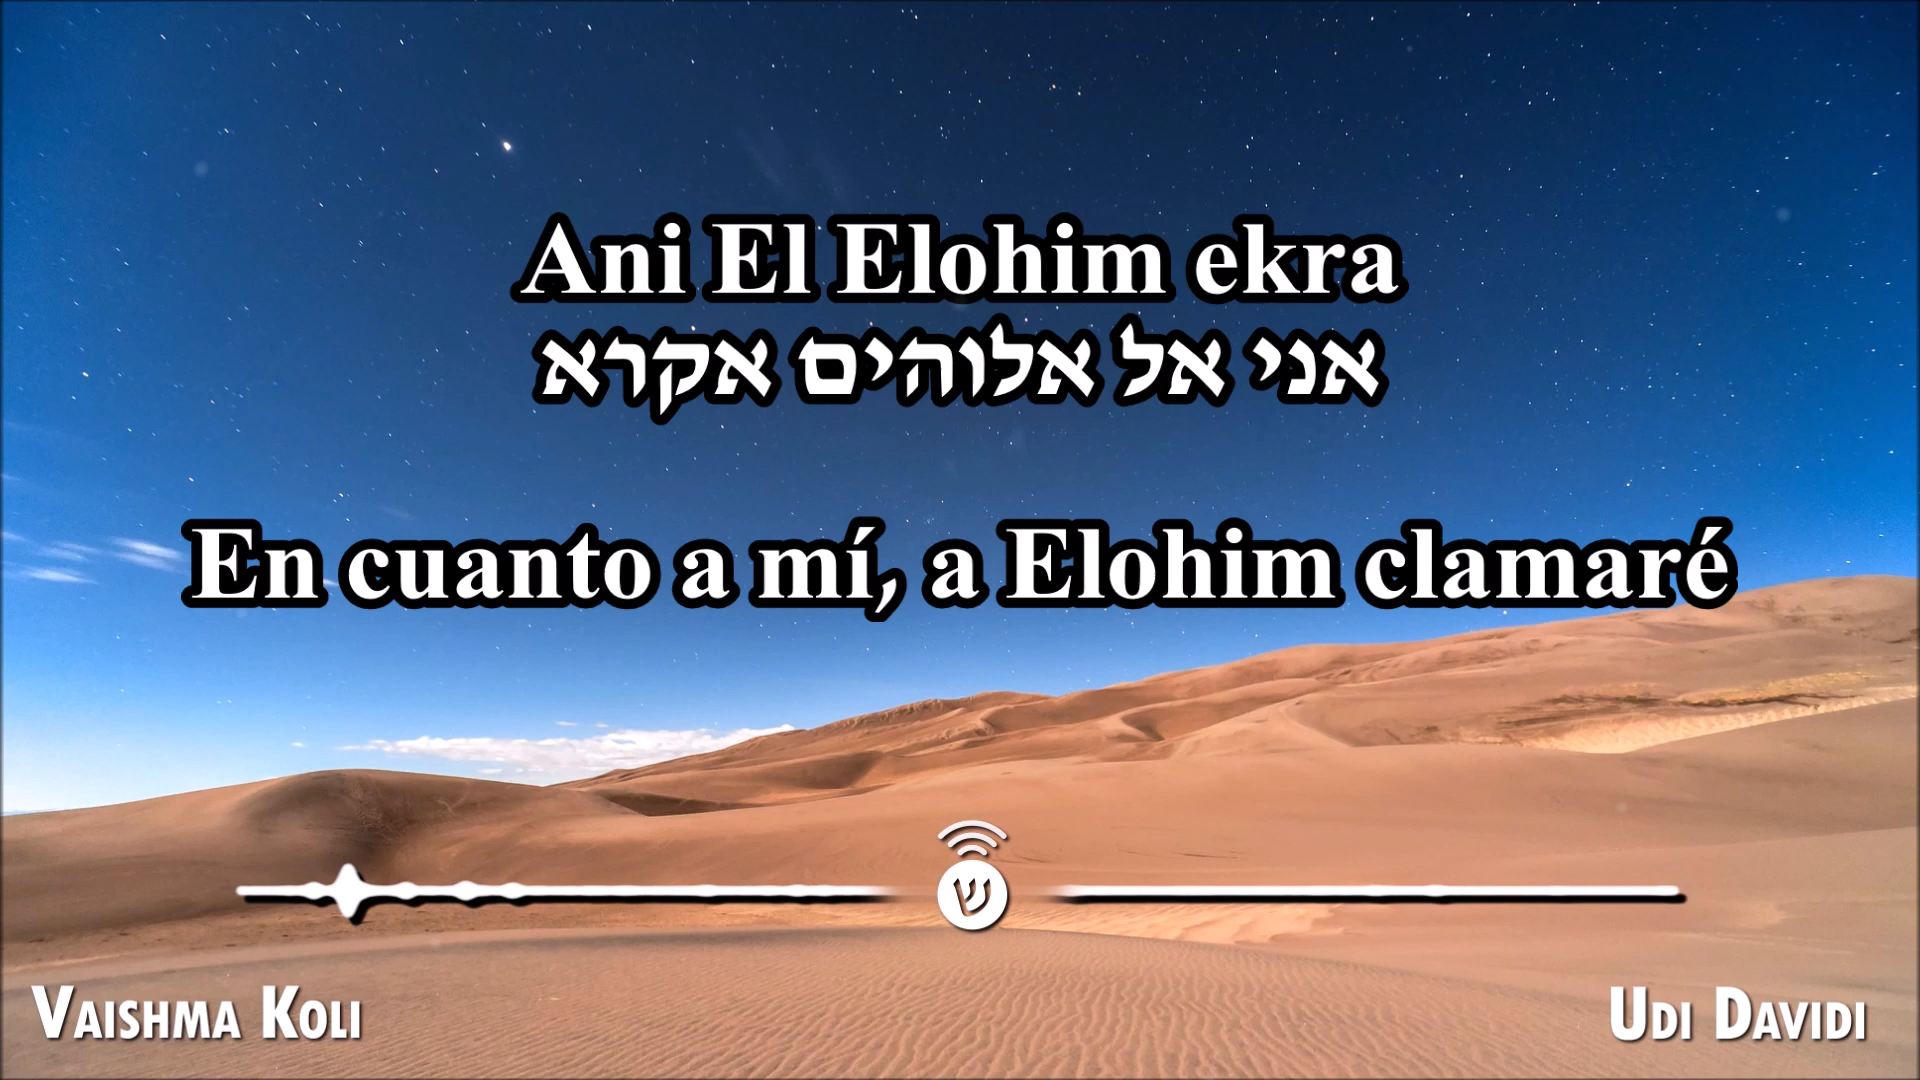 Ani El Elohim ekra
אני אל אלוהים אקרא
En cuanto a mí, a Elohim clamaré
ש
Vaishma Koli
Udi Davidi